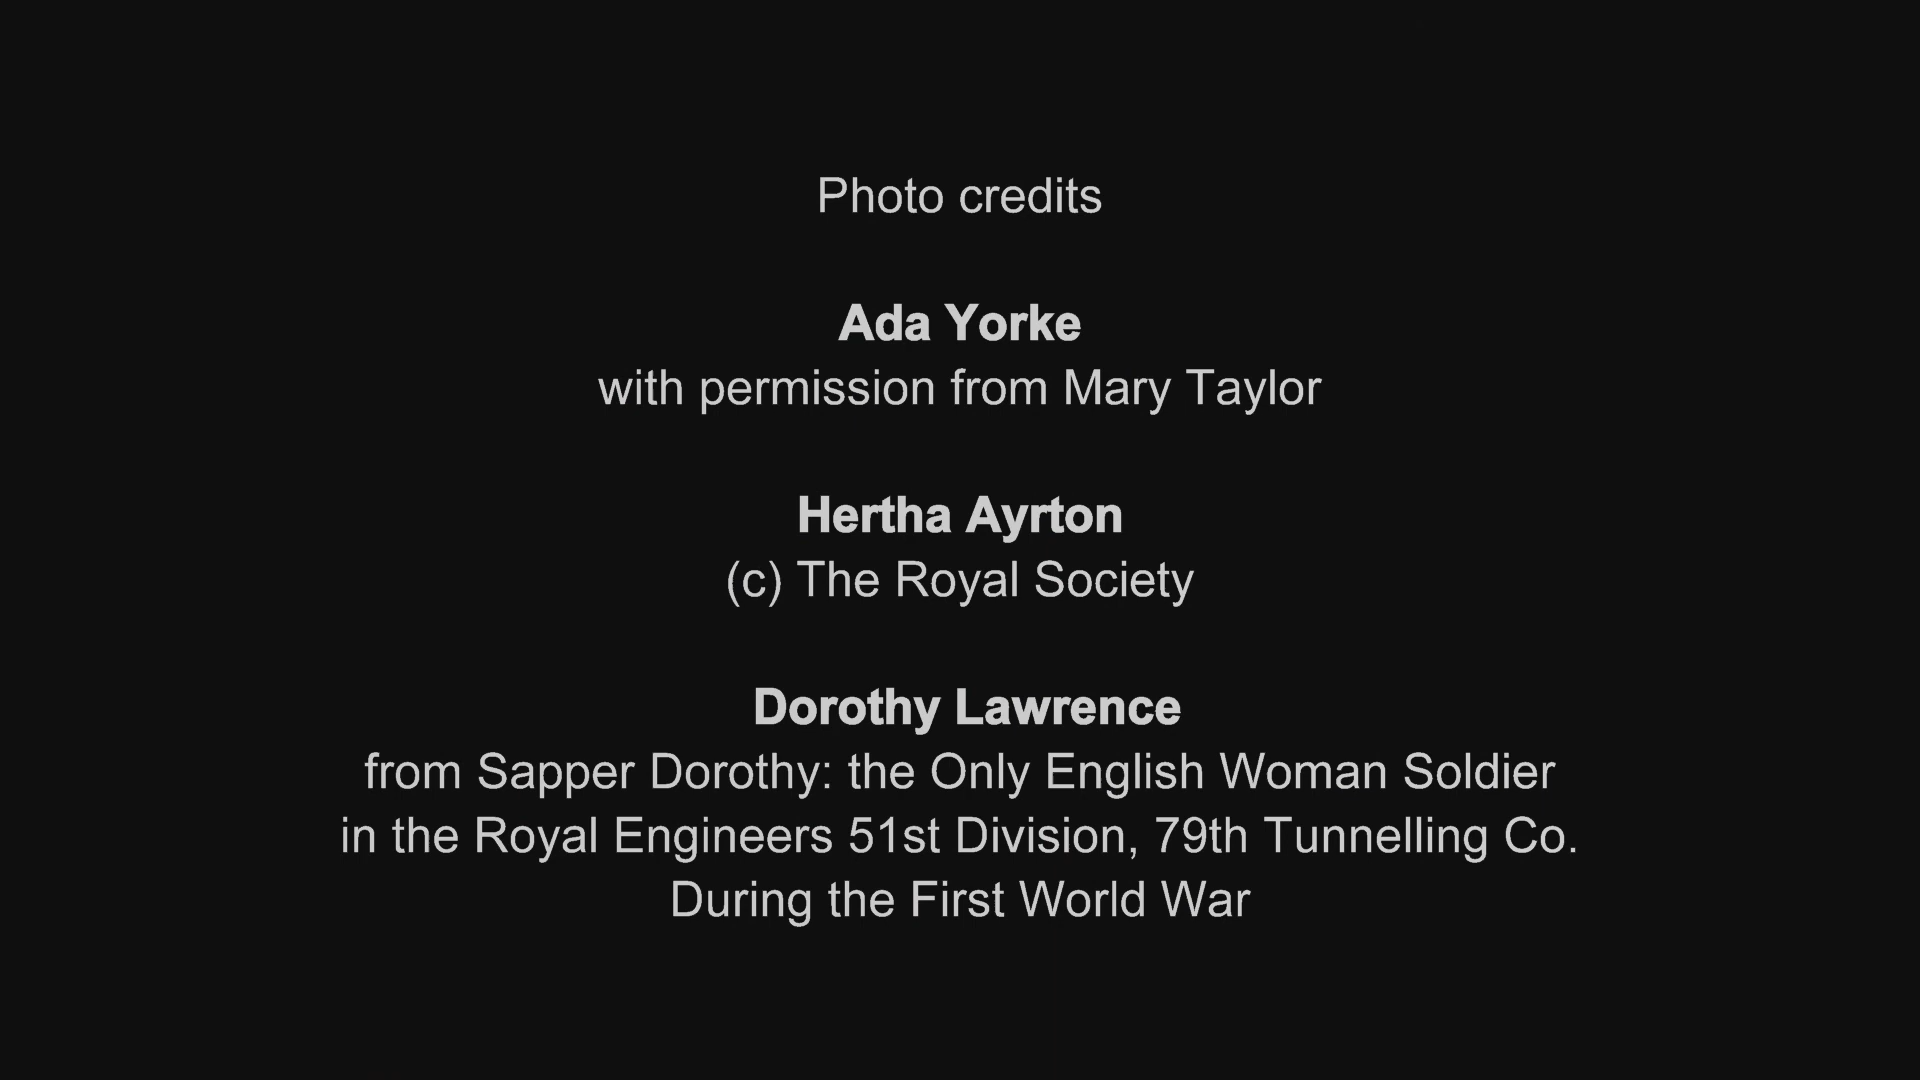 Photo credits
Ada Yorke
with permission from Mary Taylor
Hertha Ayrton
(c) The Royal Society
Dorothy Lawrence
from Sapper Dorothy: the Only English Woman Soldier
in the Royal Engineers 51st Division, 79th Tunnelling Co.
During the First World War